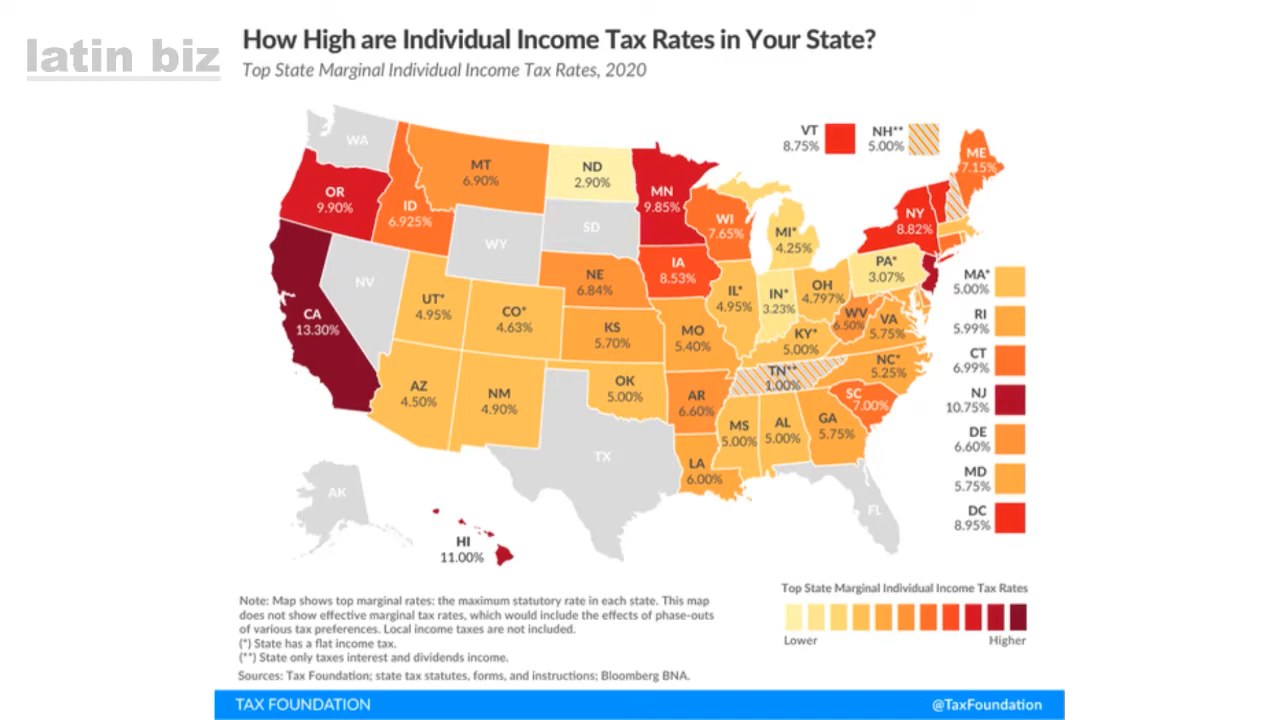 latin biz
How High are Individual Income Tax Rates in Your State?
Top State Marginal Individual Income Tax Rates, 2020
WA
VT
8.75%
NH**
5.00%
ME
7.15%
MT
6.90%
ND
2.90%
MN
9.85%
OR
9.90%
ID
6.925%
WI
7.65%
NY
8.82%
SD
WY
MI*
4.25%
PA*
3.07%
IA
8.53%
NE
6.84%
NV
MA*
5.00%
UT*
4.95%
CO*
4.63%
IL*
4.95%
IN*
3.23%
OH
4.797%
WV
6.50%
VA
5.75%
RI
5.99%
CA
13.30%
KS
5.70%
MO
5.40%
KY*
5.00%
CT
6.99%
NC*
5.25%
TN**
1.00%
AZ
4.50%
NM
4.90%
OK
5.00%
AR
6.60%
SC
7.00%
NJ
10.75%
MS
5.00%
AL
5.00%
GA
5.75%
DE
6.60%
TX
LA
6.00%
MD
5.75%
AK
FL
DC
8.95%
HI
11.00%
Note: Map shows top marginal rates: the maximum statutory rate in each state. This map
does not show effective marginal tax rates, which would include the effects of phase-outs
of various tax preferences. Local income taxes are not included.
(*) State has a flat income tax.
(**) State only taxes interest and dividends income.
Sources: Tax Foundation; state tax statutes, forms, and instructions; Bloomberg BNA.
Top State Marginal Individual Income Tax Rates
Lower
Higher
TAX FOUNDATION
@TaxFoundation